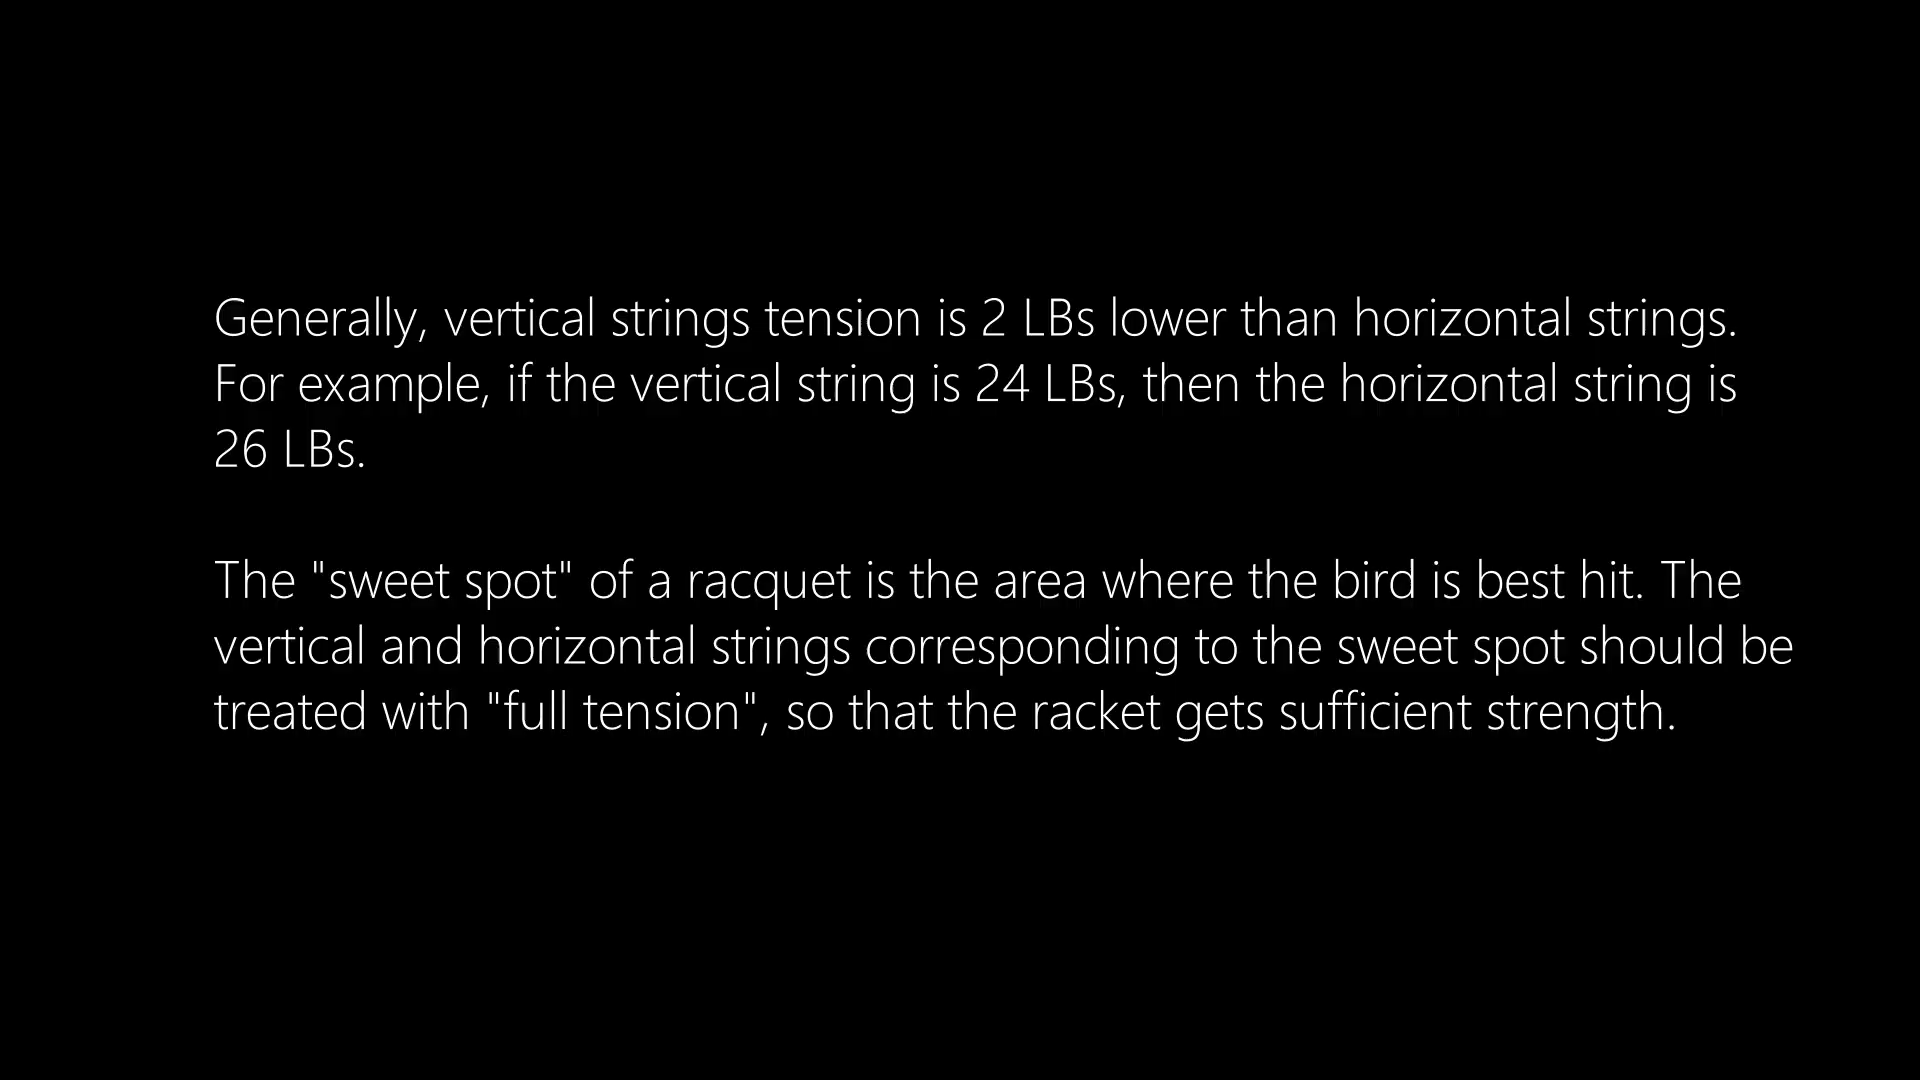 Generally, vertical strings tension is 2 LBs lower than horizontal strings.
For example, if the vertical string is 24 LBs, then the horizontal string is
26 LBs.
The "sweet spot" of a racquet is the area where the bird is best hit. The
vertical and horizontal strings corresponding to the sweet spot should be
treated with "full tension", so that the racket gets sufficient strength.